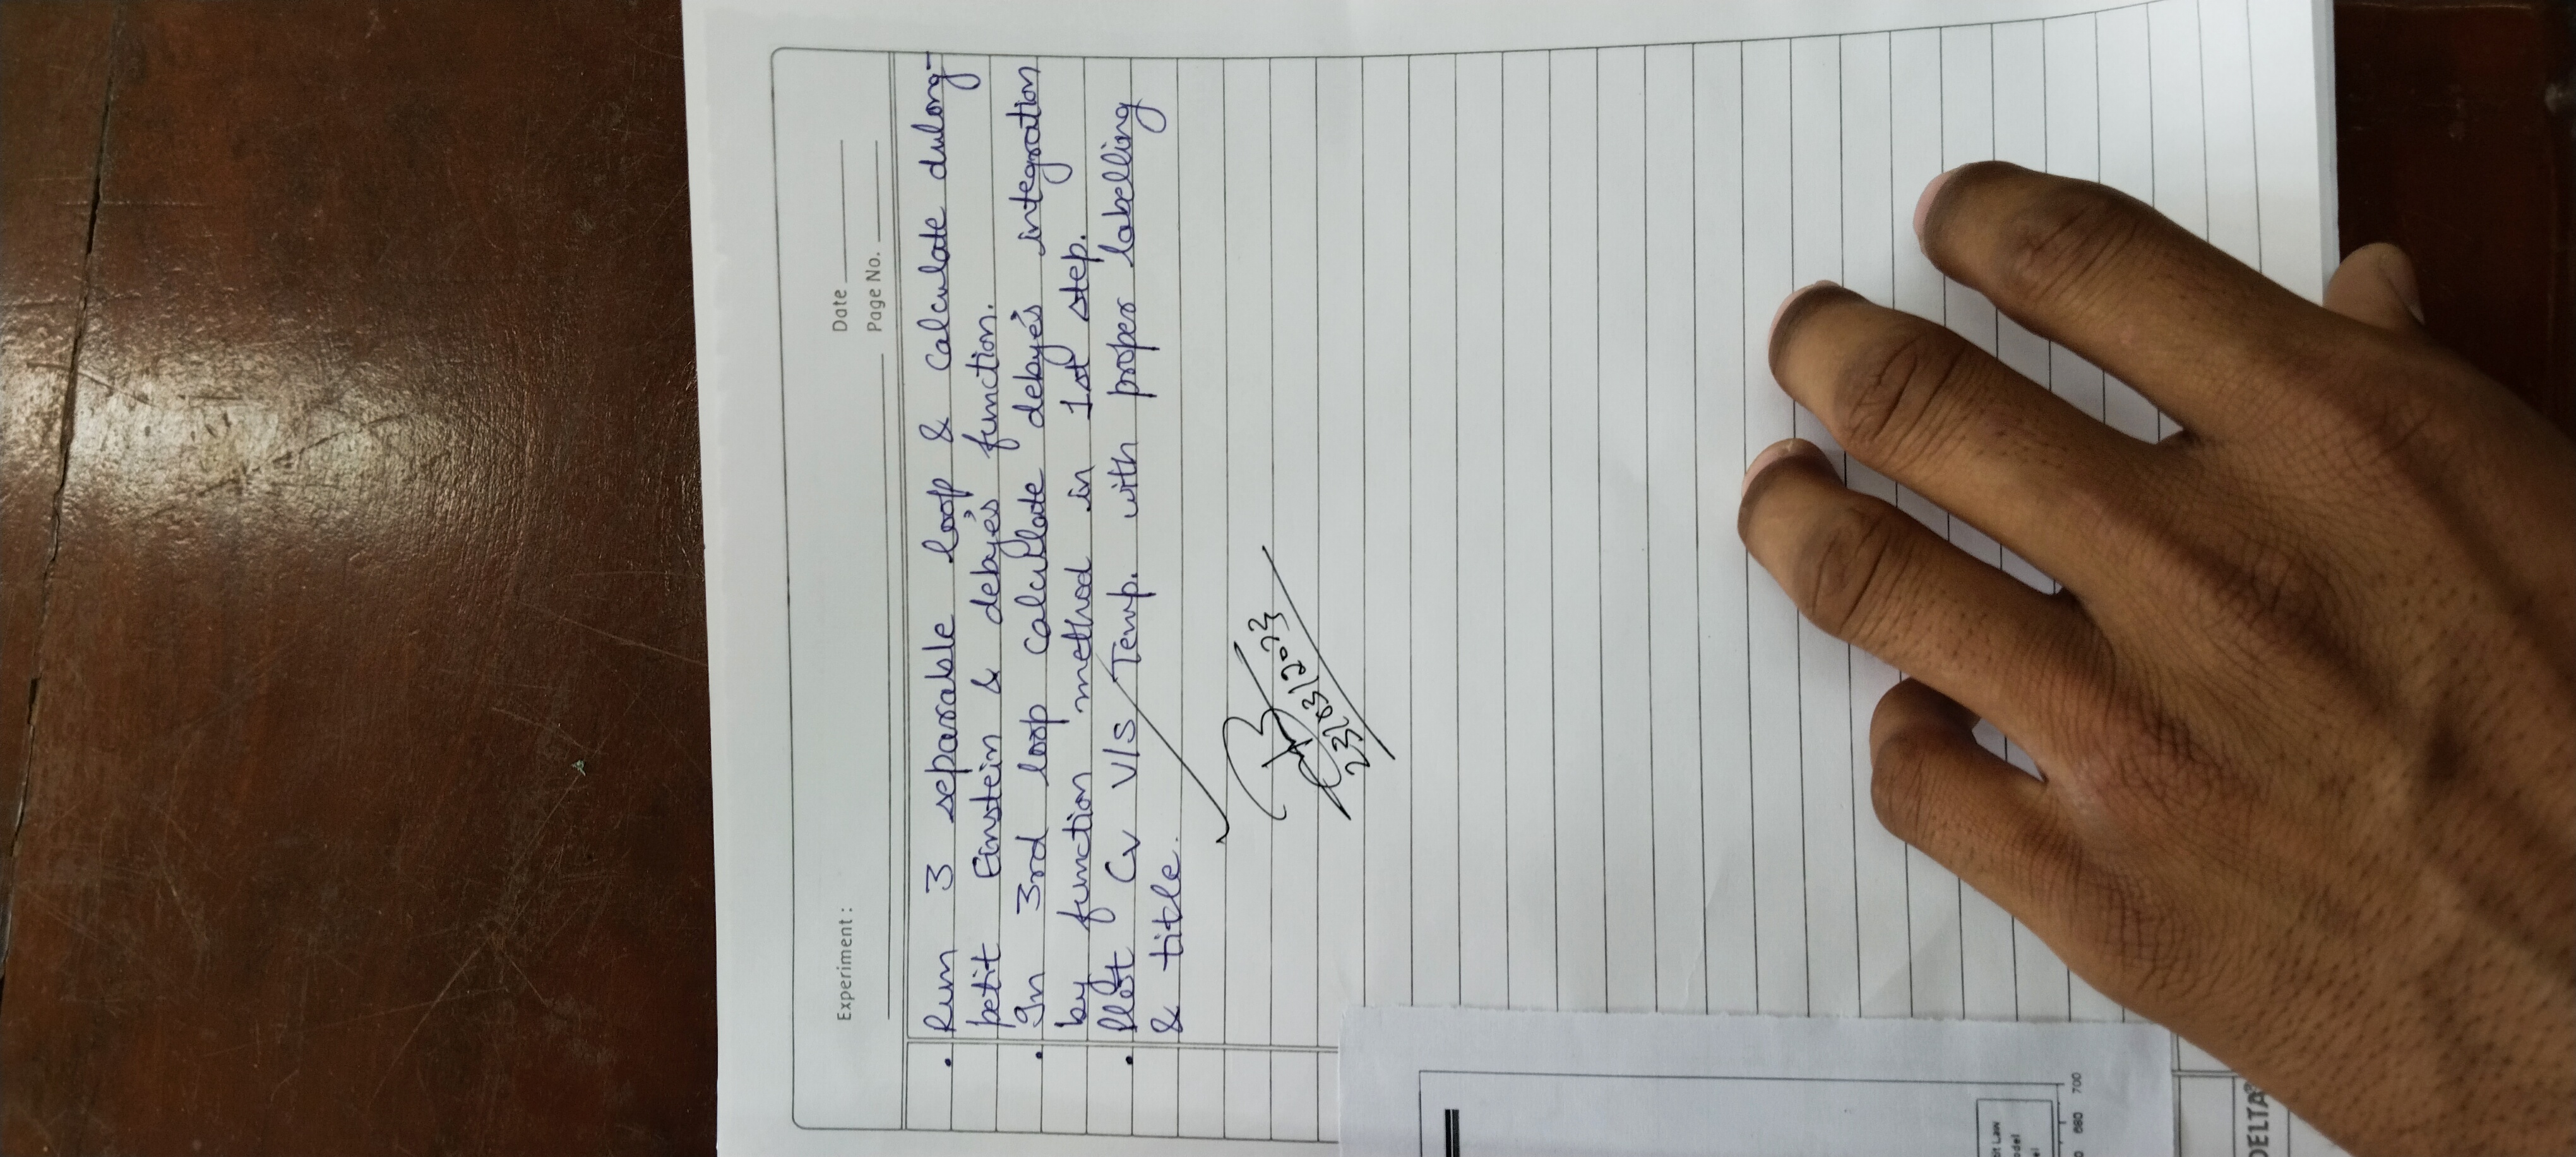 Experiment :
Date
Page No.
. Run 3 separable loop & calculate dulong-
petit Einstein & debye's function.
. In 3rd loop calculate debye's integration
by function method in 1st step.
. Plot Cv V/S Temp. with proper labelling
& title.
23/03/2023
tit Law
odel
el
0 680 700
DELTA